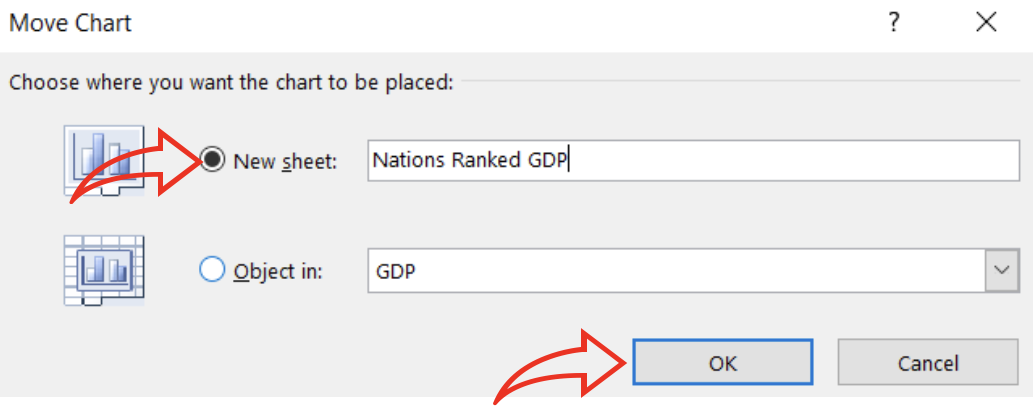 Move Chart ?
Choose where you want the chart to be placed:
New sheet: Nations Ranked GDP
Object in: GDP
OK Cancel